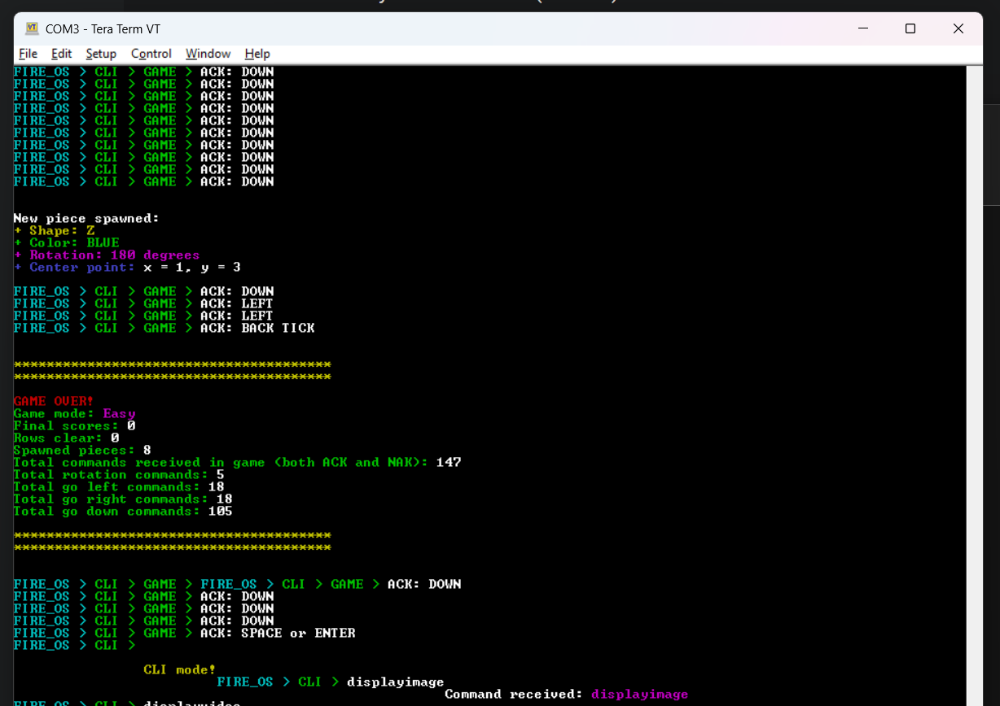 COM3 - Tera Term VT
File Edit Setup Control Window Help
FIRE_OS > CLI > GAME > ACK: DOWN
FIRE_OS > CLI > GAME > ACK: DOWN
FIRE_OS > CLI > GAME > ACK: DOWN
FIRE_OS > CLI > GAME > ACK: DOWN
FIRE_OS > CLI > GAME > ACK: DOWN
FIRE_OS > CLI > GAME > ACK: DOWN
FIRE_OS > CLI > GAME > ACK: DOWN
FIRE_OS > CLI > GAME > ACK: DOWN
FIRE_OS > CLI > GAME > ACK: DOWN
FIRE_OS > CLI > GAME > ACK: DOWN
New piece spawned:
+ Shape: Z
+ Color: BLUE
+ Rotation: 180 degrees
+ Center point: x = 1, y = 3
FIRE_OS > CLI > GAME > ACK: DOWN
FIRE_OS > CLI > GAME > ACK: LEFT
FIRE_OS > CLI > GAME > ACK: LEFT
FIRE_OS > CLI > GAME > ACK: BACK TICK
***************************************
***************************************
GAME OVER!
Game mode: Easy
Final scores: 0
Rows clear: 0
Spawned pieces: 8
Total commands received in game (both ACK and NAK): 147
Total rotation commands: 5
Total go left commands: 18
Total go right commands: 18
Total go down commands: 105
***************************************
***************************************
FIRE_OS > CLI > GAME > FIRE_OS > CLI > GAME > ACK: DOWN
FIRE_OS > CLI > GAME > ACK: DOWN
FIRE_OS > CLI > GAME > ACK: DOWN
FIRE_OS > CLI > GAME > ACK: DOWN
FIRE_OS > CLI > GAME > ACK: SPACE or ENTER
FIRE_OS > CLI >
CLI mode!
FIRE_OS > CLI > displayimage
Command received: displayimage
FIRE_OS > CLI > displayvideo